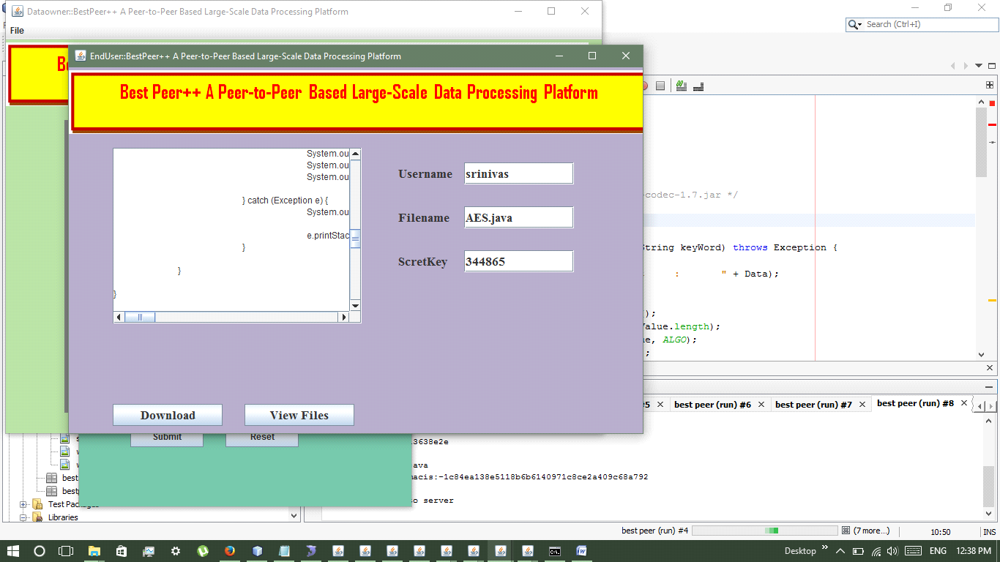 Dataowner::BestPeer++ A Peer-to-Peer Based Large-Scale Data Processing Platform
File
Search (Ctrl+I)
EndUser::BestPeer++ A Peer-to-Peer Based Large-Scale Data Processing Platform
Best Peer++ A Peer-to-Peer Based Large-Scale Data Processing Platform
System.ou
System.ou
System.ou
} catch (Exception e) {
System.ou
e.printStac
}
}
}
Username srinivas
Filename AES.java
ScretKey 344865
Download View Files
Submit Reset
-codec-1.7.jar */
String keyWord) throws Exception {
: " + Data);
);
Value.length);
ALGO);
;
best peer (run) #6 best peer (run) #7 best peer (run) #8
3638e2e
ava
macis:-1c84ea138e5118b6b6140971c8ce2a409c68a792
to server
best
best
Test Packages
Libraries
best peer (run) #4 (7 more...) 10:50 INS
Desktop ENG 12:38 PM